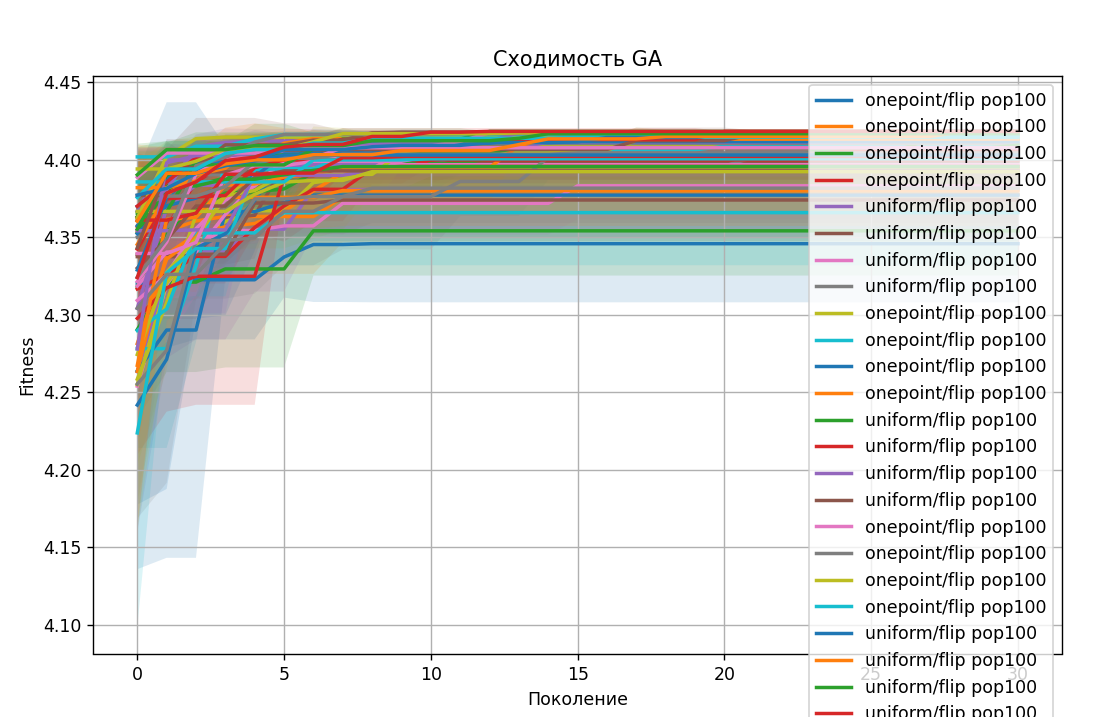 Сходимость GA
Fitness
4.45
4.40
4.35
4.30
4.25
4.20
4.15
4.10
0
5
10
15
20
25
30
Поколение
onepoint/flip pop100
onepoint/flip pop100
onepoint/flip pop100
onepoint/flip pop100
uniform/flip pop100
uniform/flip pop100
uniform/flip pop100
uniform/flip pop100
onepoint/flip pop100
onepoint/flip pop100
onepoint/flip pop100
onepoint/flip pop100
uniform/flip pop100
uniform/flip pop100
uniform/flip pop100
uniform/flip pop100
onepoint/flip pop100
onepoint/flip pop100
onepoint/flip pop100
onepoint/flip pop100
uniform/flip pop100
uniform/flip pop100
uniform/flip pop100
uniform/flip pop100